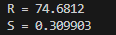 R = 74.6812
S = 0.309903